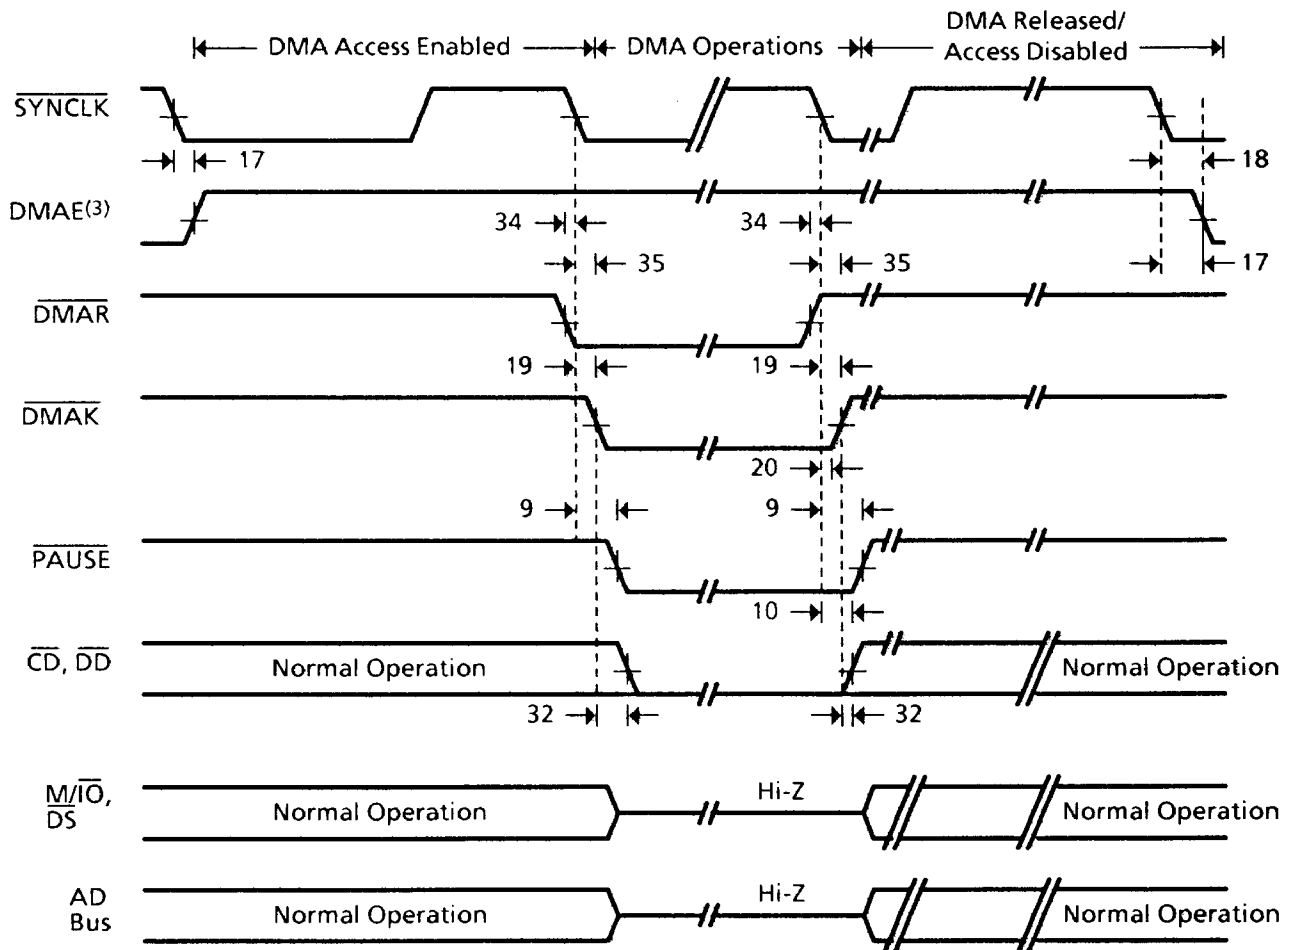 DMA Access Enabled
DMA Operations
DMA Released/
Access Disabled
SYNCLK
17
18
DMAE(3)
34
34
35
35
17
DMAR
19
19
DMAK
20
9
9
PAUSE
10
CD, DD
Normal Operation
Normal Operation
32
32
M/IO,
DS
Normal Operation
Hi-Z
Normal Operation
AD
Bus
Normal Operation
Hi-Z
Normal Operation